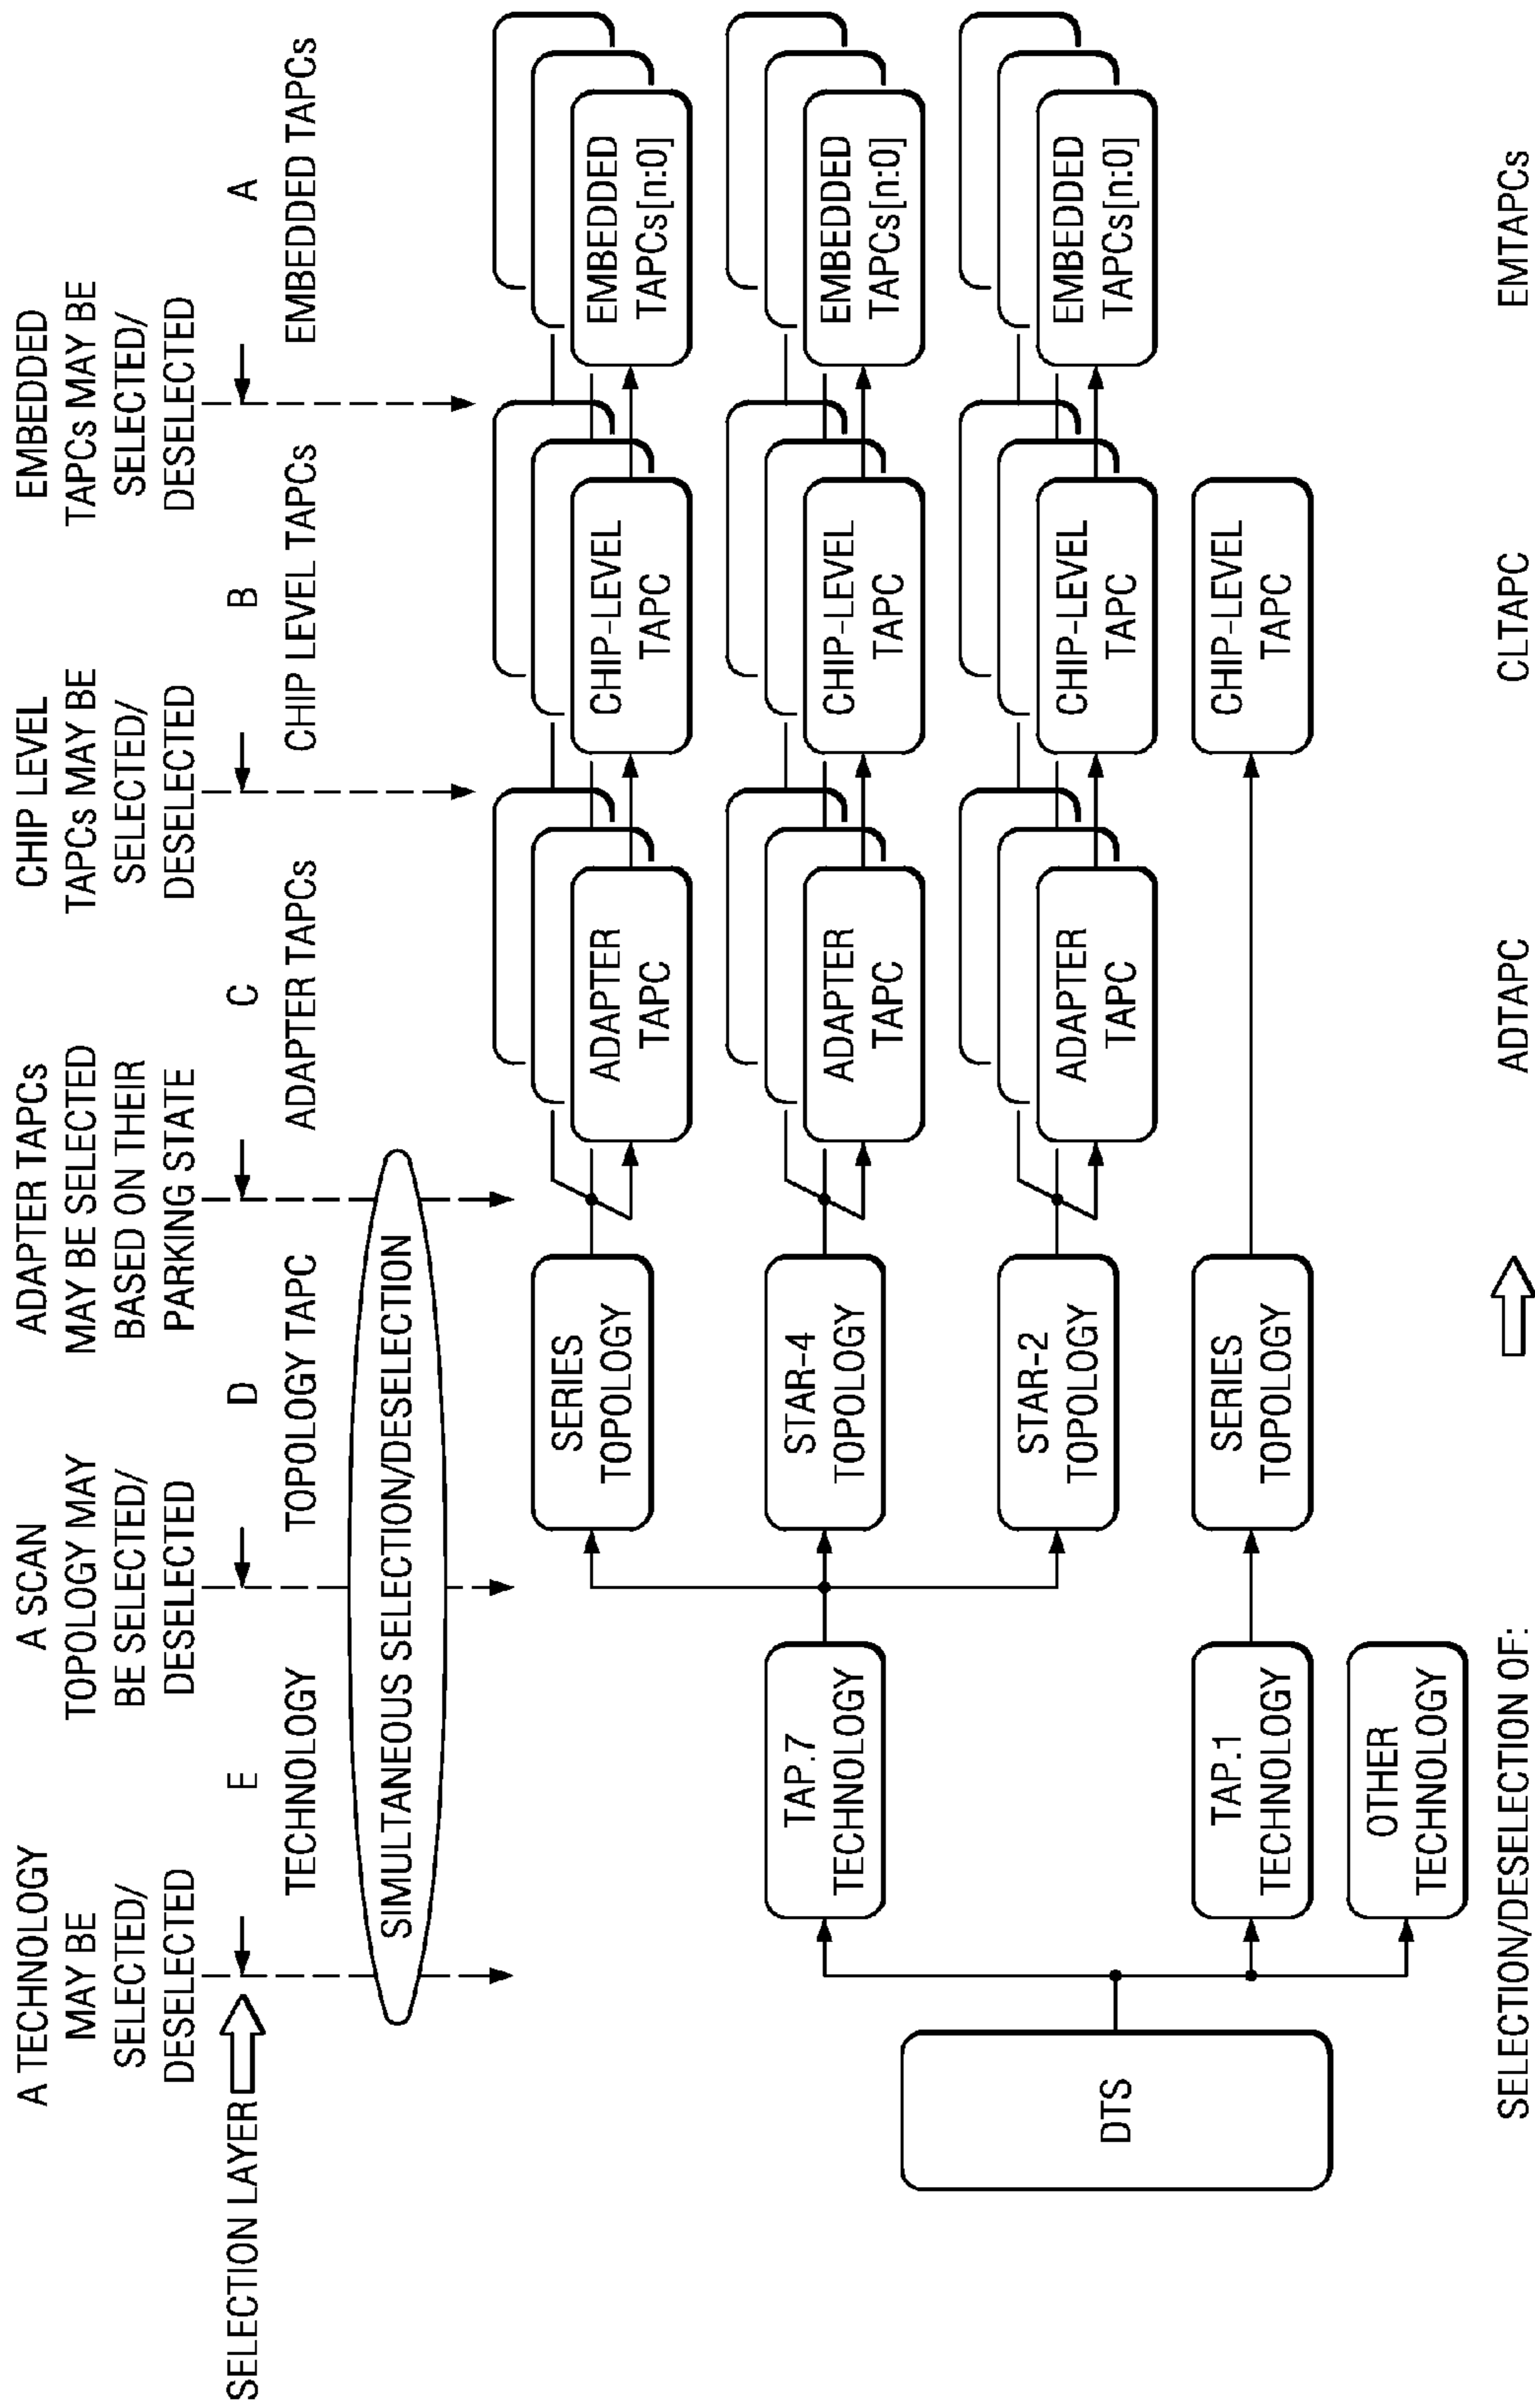 A TECHNOLOGY
MAY BE
SELECTED/
DESELECTED
A SCAN
TOPOLOGY MAY
BE SELECTED/
DESELECTED
ADAPTER TAPCs
MAY BE SELECTED
BASED ON THEIR
PARKING STATE
CHIP LEVEL
TAPCs MAY BE
SELECTED/
DESELECTED
EMBEDDED
TAPCs MAY BE
SELECTED/
DESELECTED
SELECTION LAYER
E
D
C
B
A
TECHNOLOGY
TOPOLOGY TAPC
ADAPTER TAPCs
CHIP LEVEL TAPCs
EMBEDDED TAPCs
SIMULTANEOUS SELECTION/DESELECTION
SERIES
TOPOLOGY
ADAPTER
TAPC
CHIP-LEVEL
TAPC
EMBEDDED
TAPCs[n:0]
TAP.7
TECHNOLOGY
STAR-4
TOPOLOGY
ADAPTER
TAPC
CHIP-LEVEL
TAPC
EMBEDDED
TAPCs[n:0]
STAR-2
TOPOLOGY
ADAPTER
TAPC
CHIP-LEVEL
TAPC
EMBEDDED
TAPCs[n:0]
DTS
TAP.1
TECHNOLOGY
SERIES
TOPOLOGY
CHIP-LEVEL
TAPC
OTHER
TECHNOLOGY
SELECTION/DESELECTION OF:
ADTAPC
CLTAPC
EMTAPCs